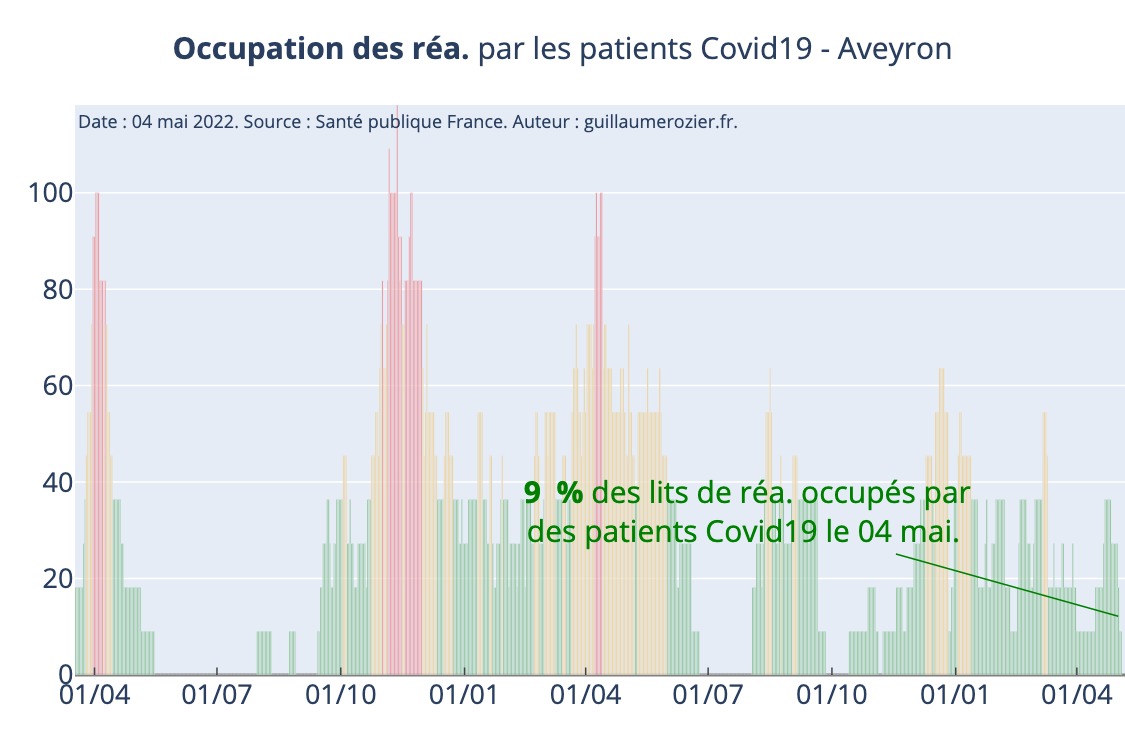 Occupation des réa. par les patients Covid19 - Aveyron
Date : 04 mai 2022. Source : Santé publique France. Auteur : guillaumerozier.fr.
100
80
60
40
9 % des lits de réa. occupés par
des patients Covid19 le 04 mai.
20
0
01/04 01/07 01/10 01/01 01/04 01/07 01/10 01/01 01/04